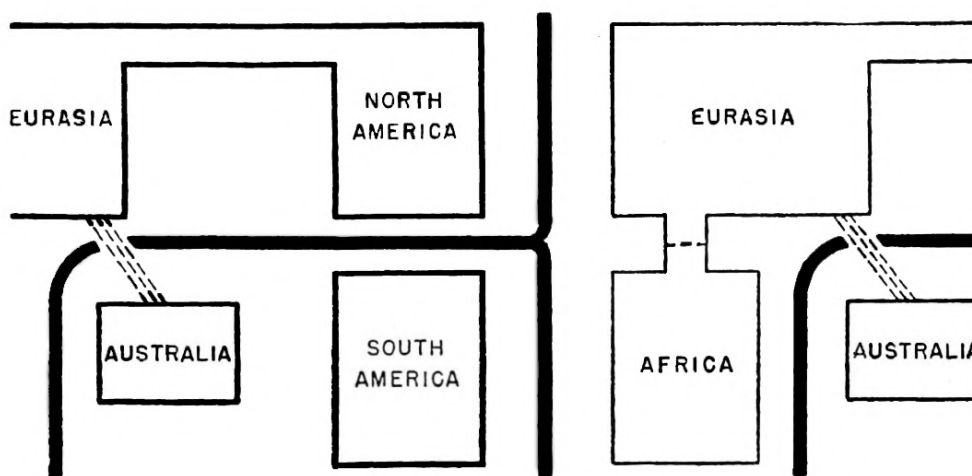 EURASIA
NORTH
AMERICA
EURASIA
AUSTRALIA
SOUTH
AMERICA
AFRICA
AUSTRALIA